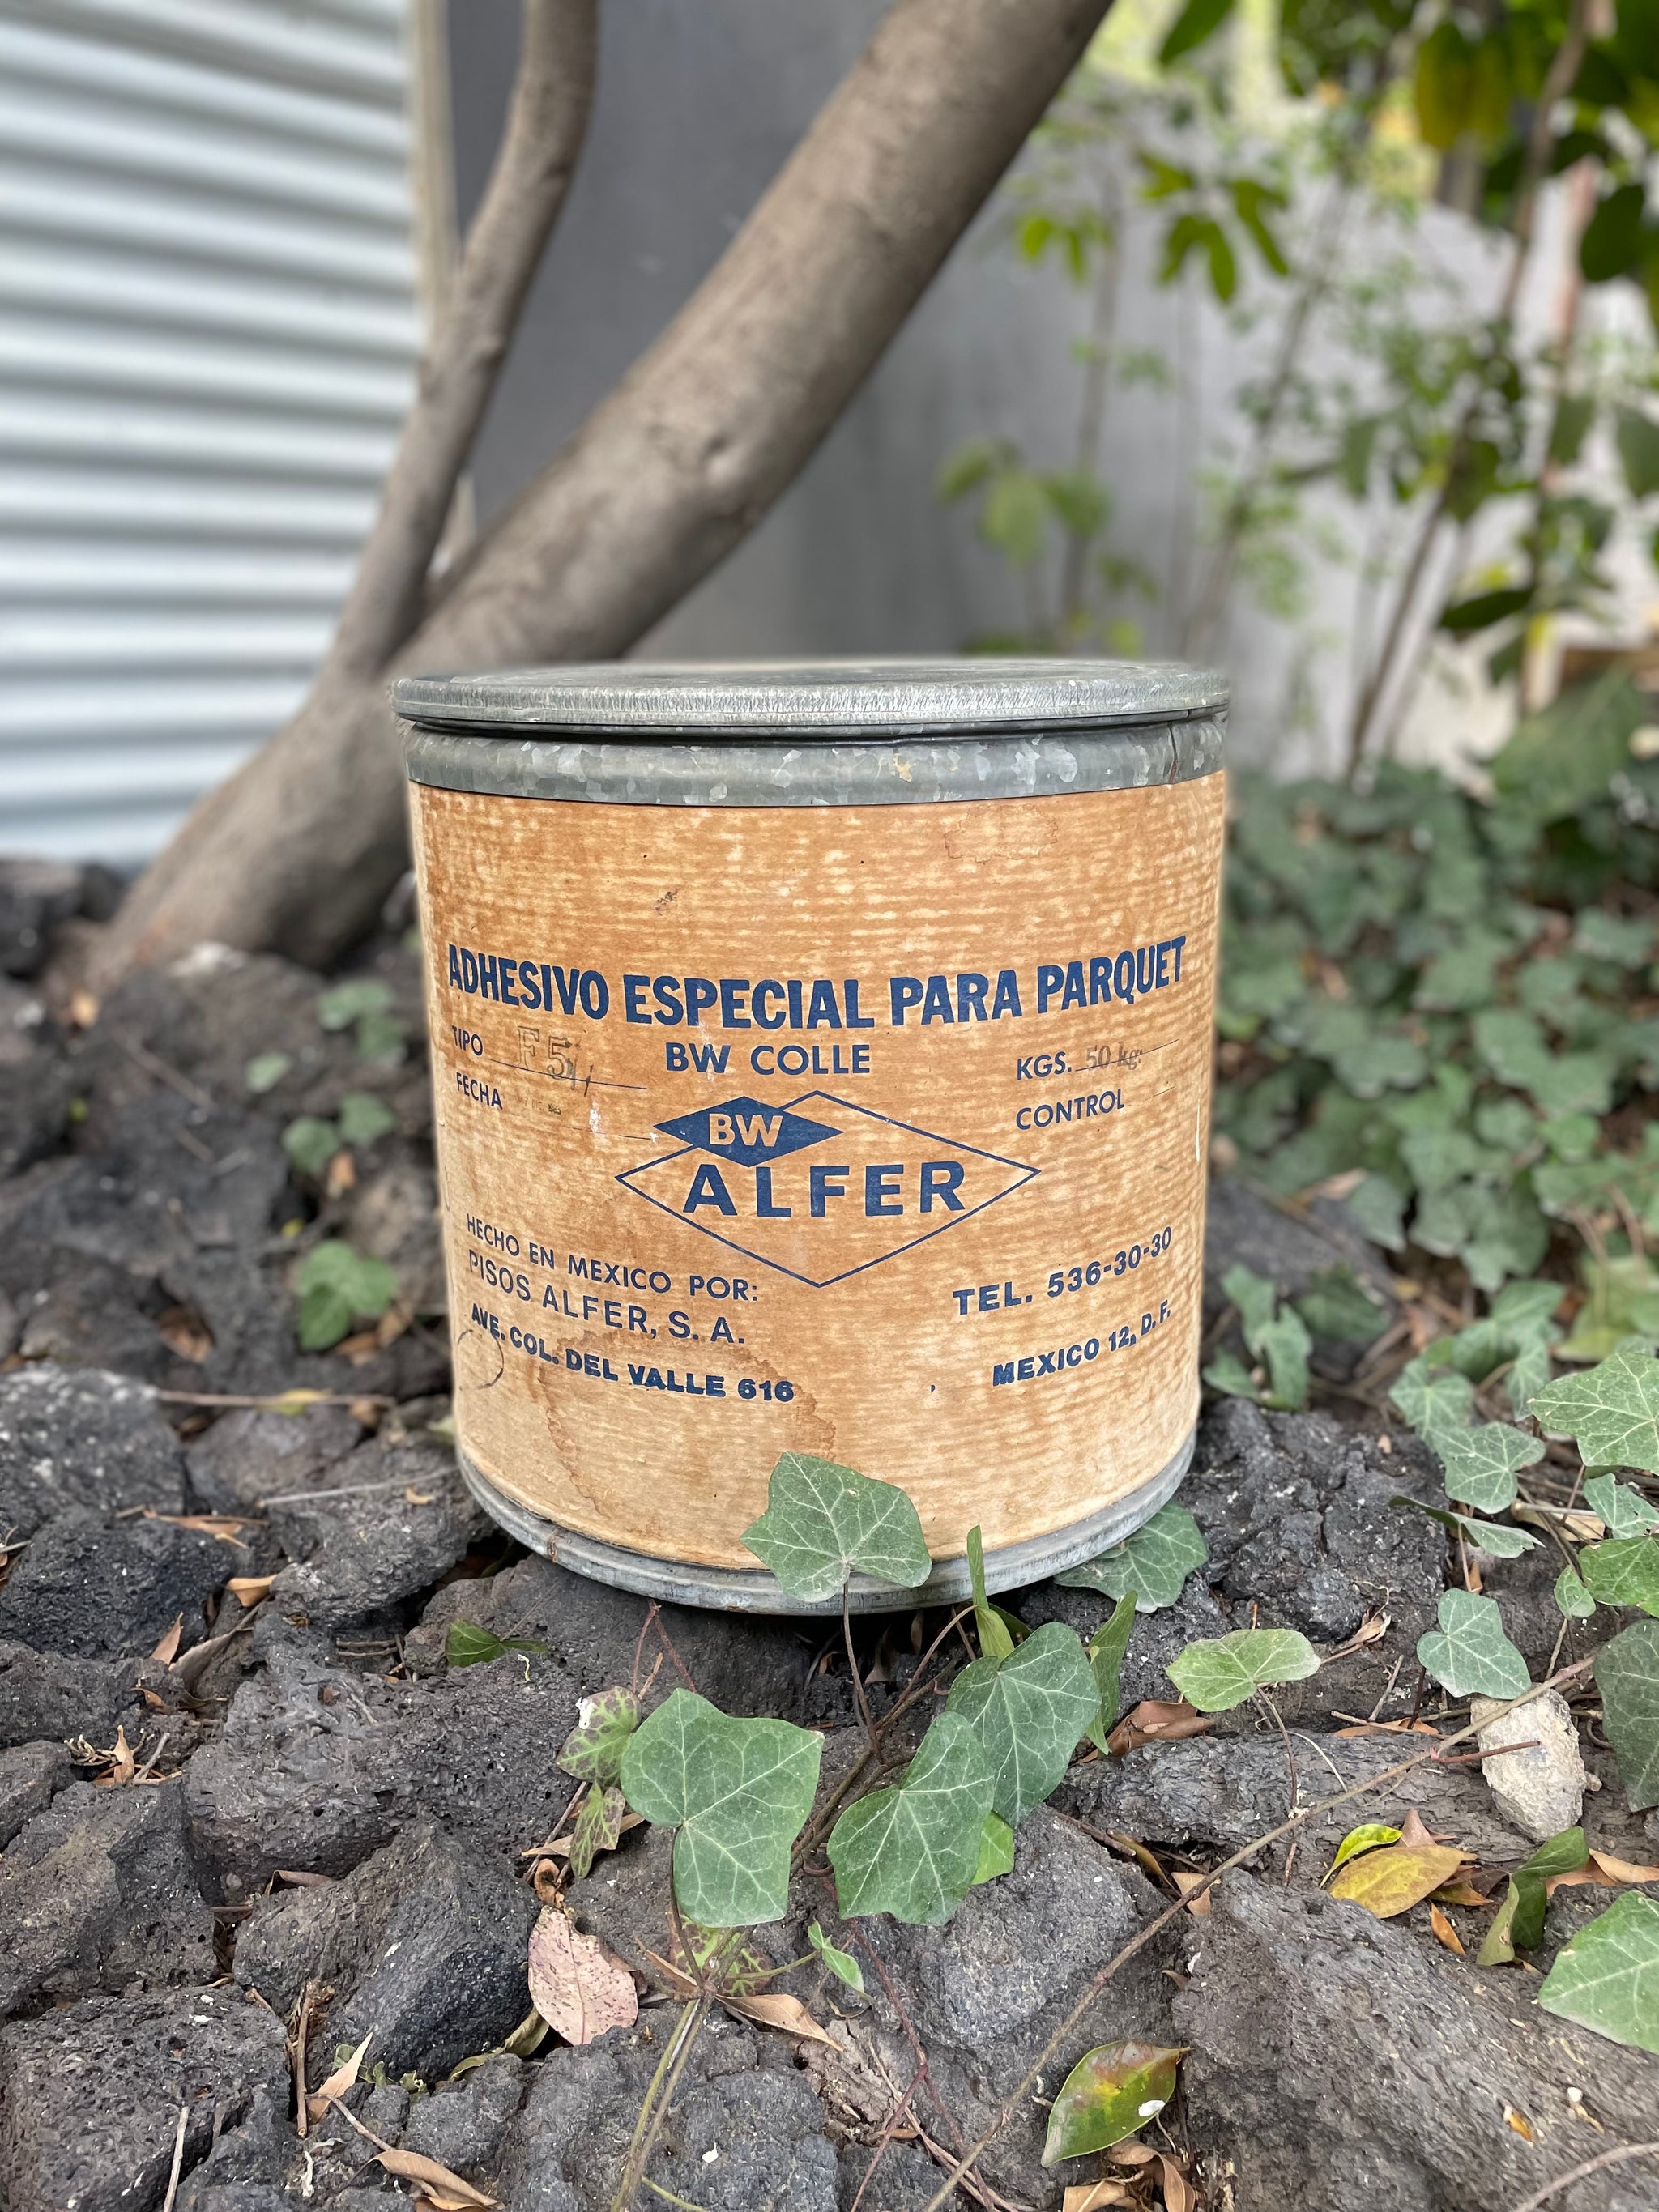 ADHESIVO ESPECIAL PARA PARQUET
TIPO
BW COLLE
KGS. 50 kg.
FECHA
CONTROL
BW
ALFER
HECHO EN MEXICO POR:
PISOS ALFER, S. A.
AVE. COL. DEL VALLE 616
TEL. 536-30-30
MEXICO 12, D. F.